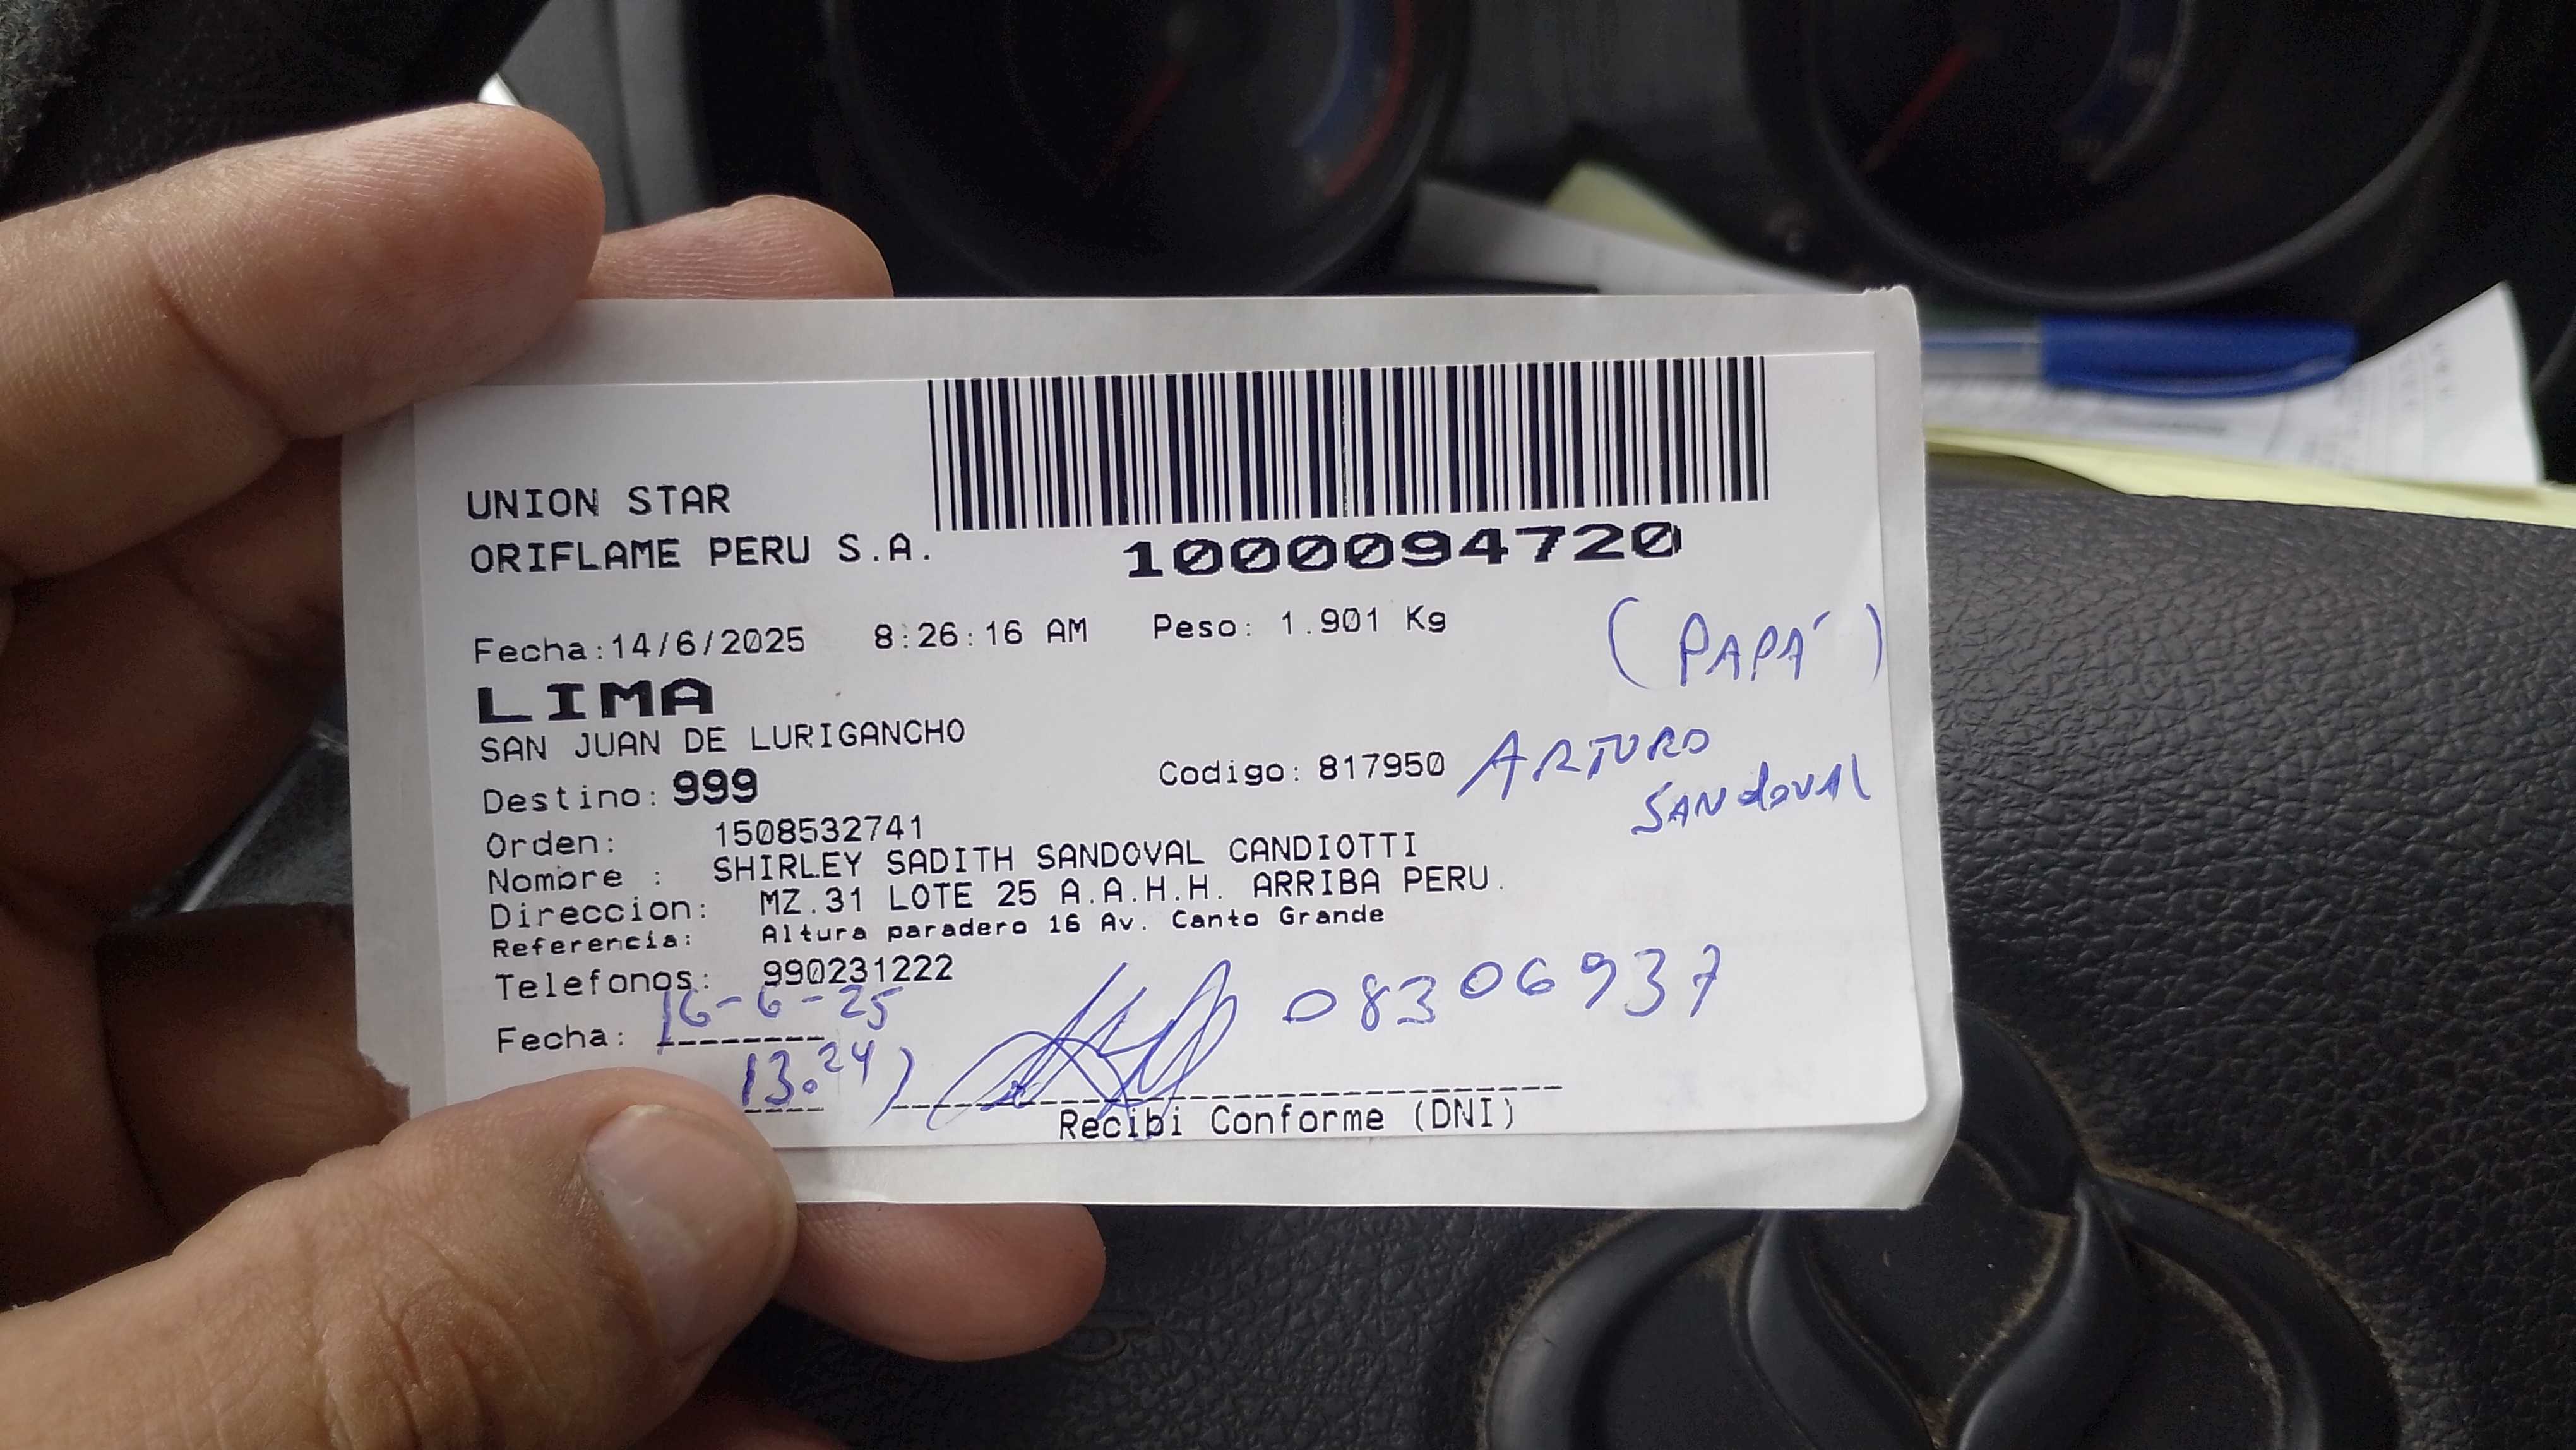 UNION STAR
ORIFLAME PERU S.A.
1000094720
Fecha:14/6/2025 8:26:16 AM Peso: 1.901 Kg
(PAPÁ)
LIMA
SAN JUAN DE LURIGANCHO
Destino: 999
Codigo: 817950
ARTURO
SANdoVAl
Orden: 1508532741
Nombre : SHIRLEY SADITH SANDOVAL CANDIOTTI
Direccion: MZ.31 LOTE 25 A.A.H.H. ARRIBA PERU.
Referencia: Altura paradero 16 Av. Canto Grande
Telefonos: 990231222
Fecha: 16-6-25
08306937
13.24)
Recibi Conforme (DNI)